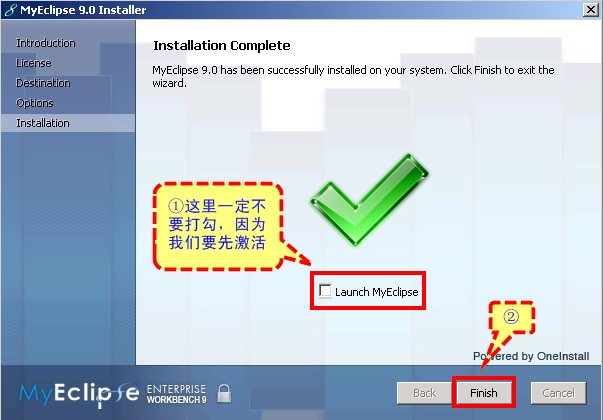 MyEclipse 9.0 Installer
Introduction
License
Destination
Options
Installation
Installation Complete
MyEclipse 9.0 has been successfully installed on your system. Click Finish to exit the
wizard.
①这里一定不
要打勾，因为
我们要先激活
Launch MyEclipse
②
Powered by OneInstall
MyEclipse ENTERPRISE
WORKBENCH 9
Back
Finish
Cancel